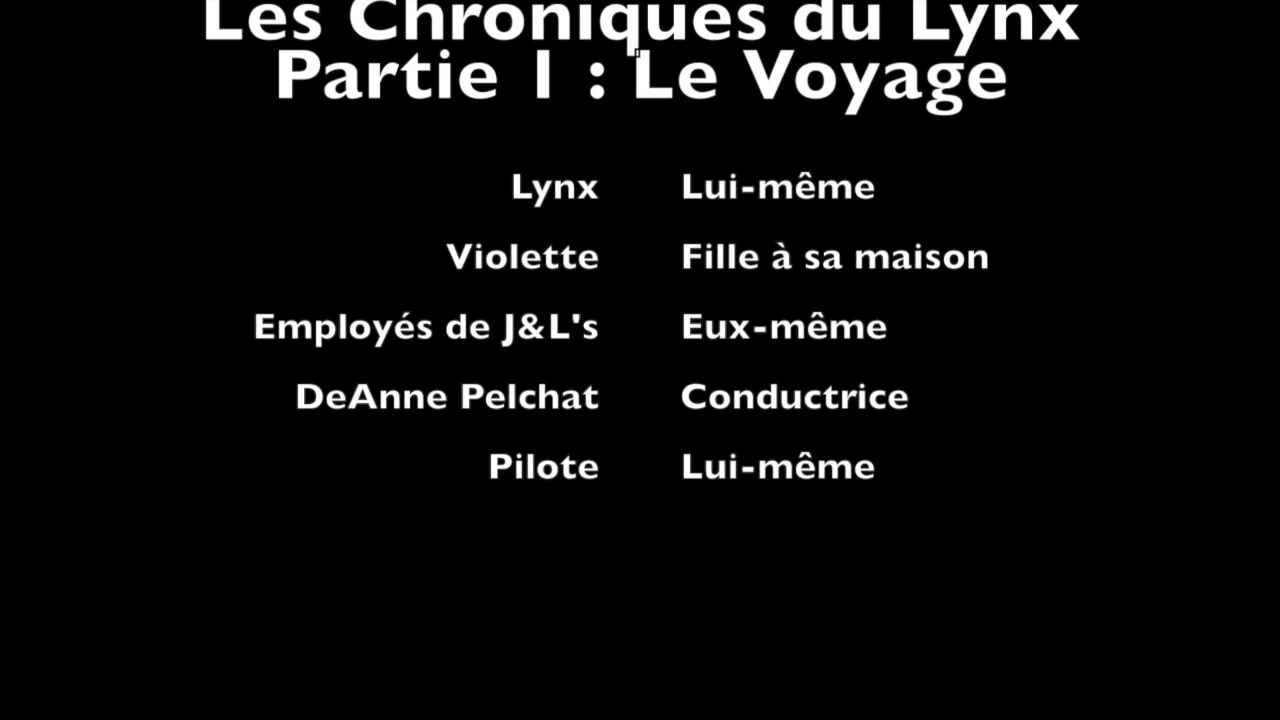 Les Chroniques du Lynx
Partie 1 : Le Voyage
Lynx Lui-même
Violette Fille à sa maison
Employés de J&L's Eux-même
DeAnne Pelchat Conductrice
Pilote Lui-même